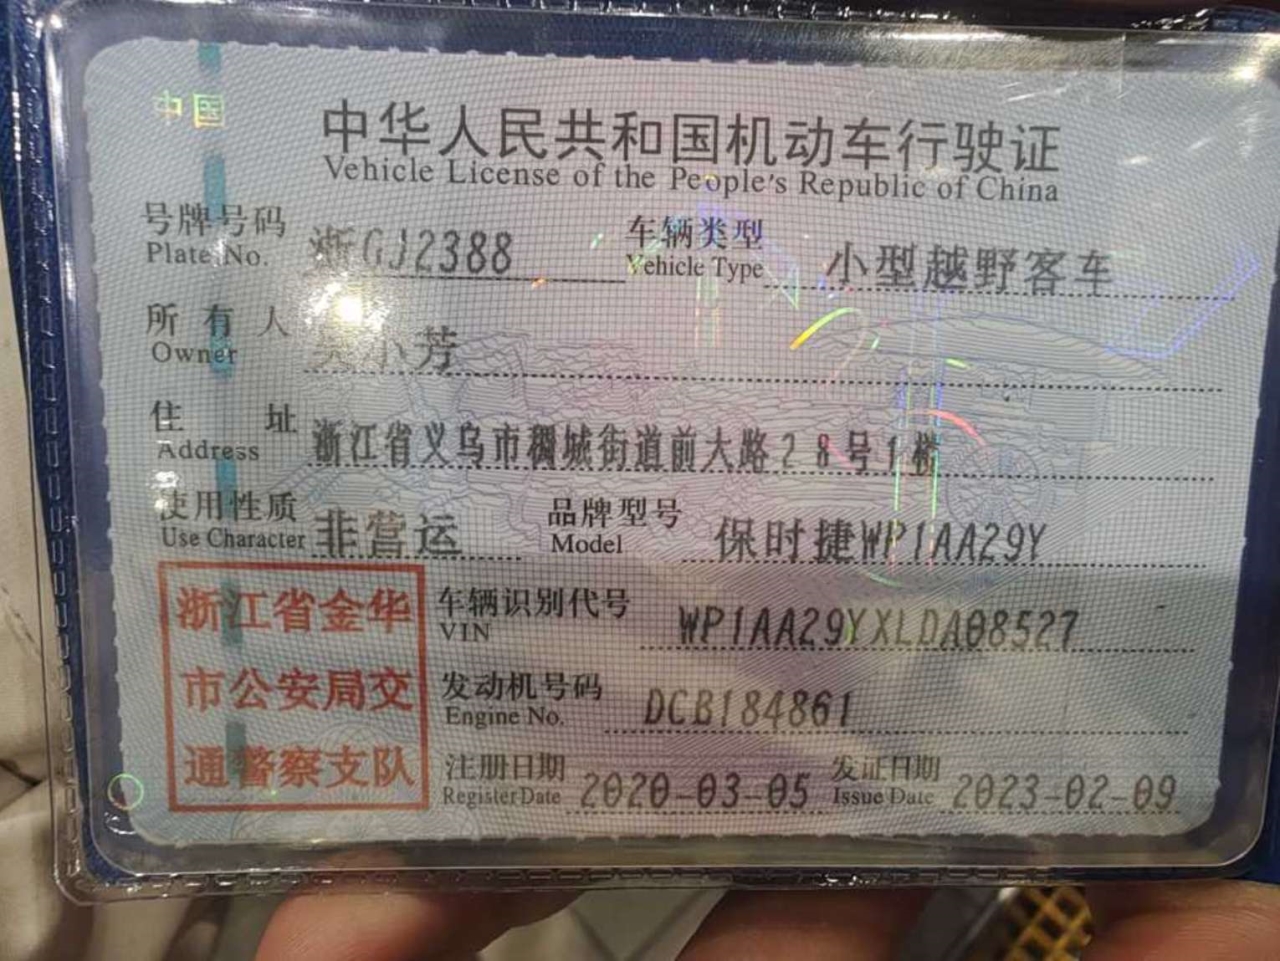 中国
中华人民共和国机动车行驶证
Vehicle License of the People's Republic of China
号牌号码 浙GJ2388 车辆类型 小型越野客车
Plate No. Vehicle Type
所有人 小芳
Owner
住址 浙江省义乌市稠城街道前大路28号1楼
Address
使用性质 非营运 品牌型号 保时捷WP1AA29Y
Use Character Model
浙江省金华
市公安局交
通警察支队
车辆识别代号 WP1AA29YXLDA08527
VIN
发动机号码 DCB184861
Engine No.
注册日期 2020-03-05 发证日期 2023-02-09
Register Date Issue Date